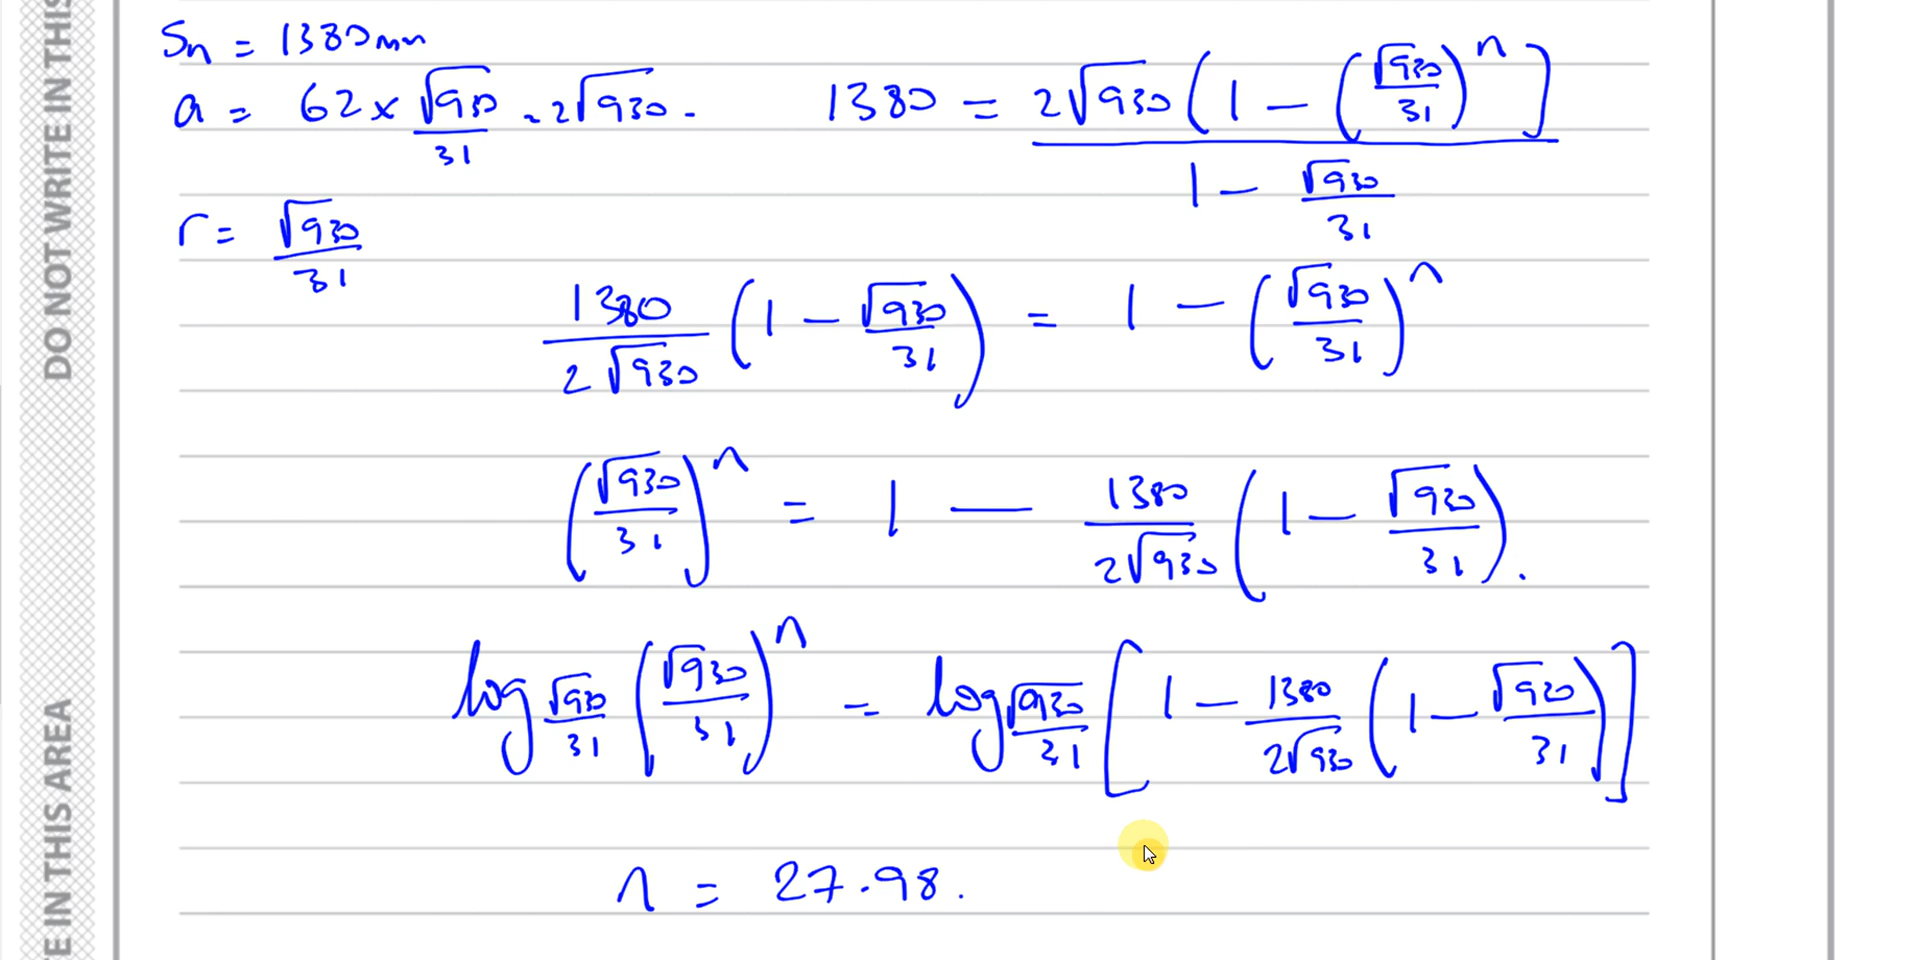 DO NOT WRITE IN THIS
E IN THIS AREA
Sn = 1380mm
a = 62 × √930/31 = 2√930.
1380 = 2√930(1 − (√930/31)^n] / 1 − √930/31
r = √930/31
1380/2√930 (1 − √930/31) = 1 − (√930/31)^n
(√930/31)^n = 1 − 1380/2√930 (1 − √930/31).
log √930/31 (√930/31)^n = log √930/31 [1 − 1380/2√930 (1 − √930/31)]
n = 27.98.